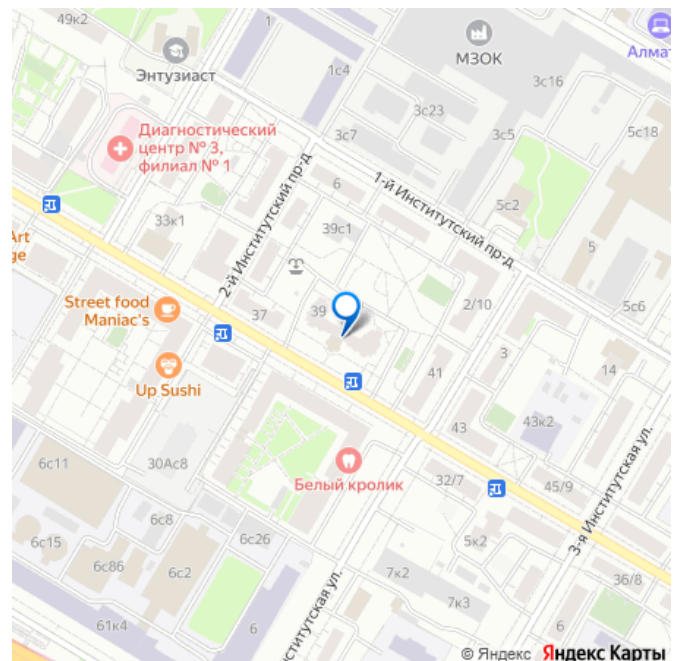 49к2
Энтузиаст
1
1с4
МЗОК
Алмат
3с16
3с23
3с7
3с5
5с18
Диагностический
центр № 3,
филиал № 1
6
1-й Институтский пр-д
2-й Институтский пр-д
33к1
39с1
5с2
5
Art
ge
Street food
Maniac's
37
39
2/10
5с6
3
14
Up Sushi
41
43
43к2
6с11
30Ас8
Белый кролик
32/7
45/9
3-я Институтская ул.
6с8
6с26
5к2
6с15
6с86
6с2
7к2
36/8
7к3
61к4
6
ститутская ул.
6
© Яндекс Яндекс Карты